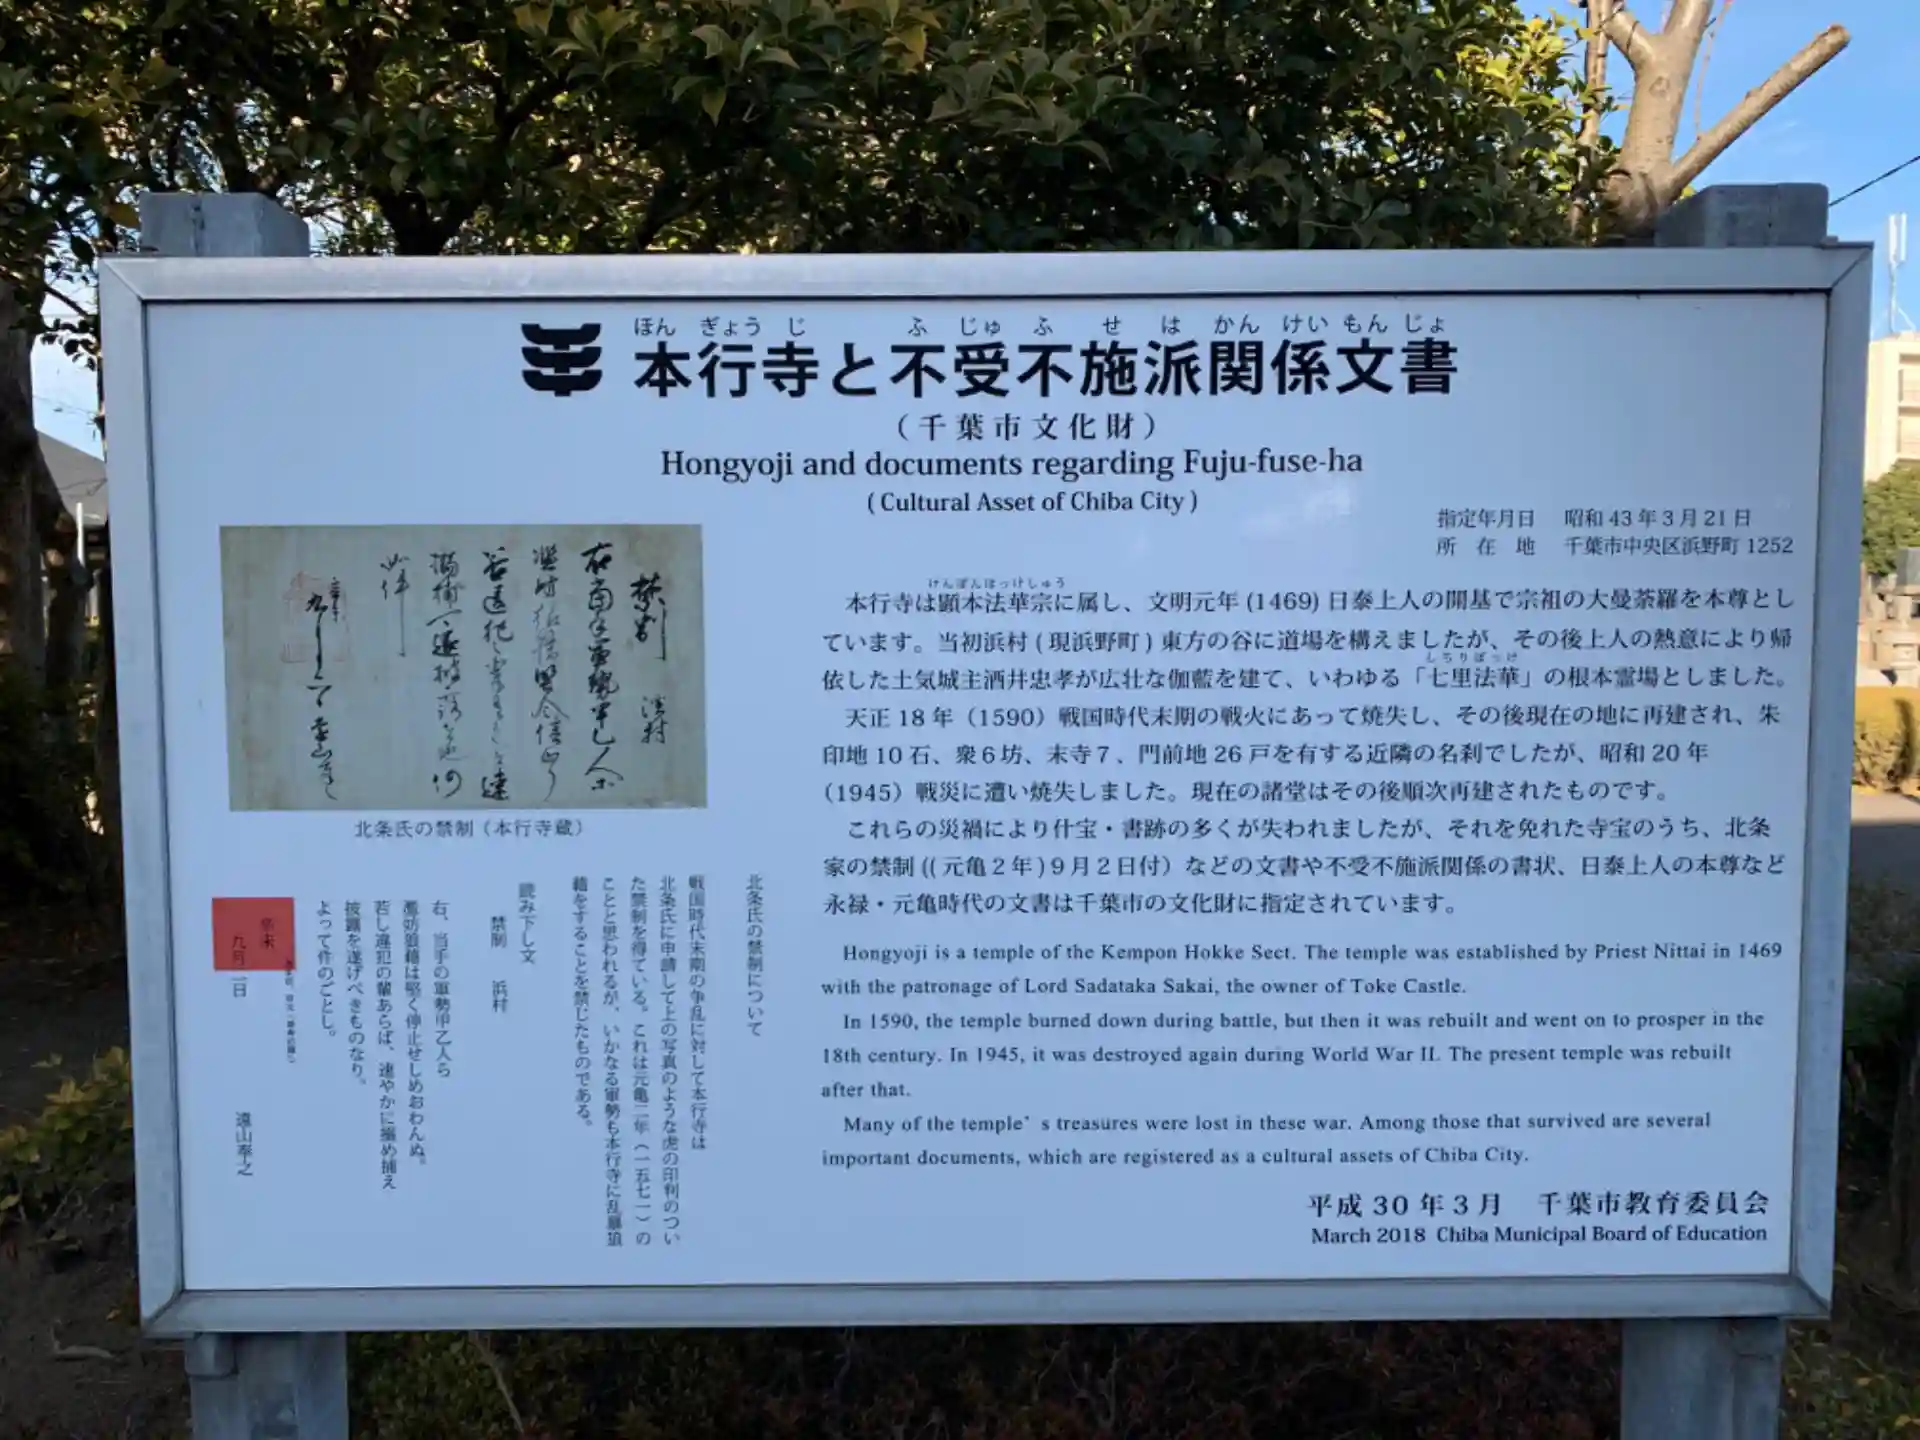 ほん ぎょう じ ふ じゅ ふ せ は かん けい もん じょ
本行寺と不受不施派関係文書
（千葉市文化財）
Hongyoji and documents regarding Fuju-fuse-ha
( Cultural Asset of Chiba City )
指定年月日 昭和 43 年 3 月 21 日
所 在 地 千葉市中央区浜野町 1252
けんぽんほっけしゅう
本行寺は顕本法華宗に属し、文明元年 (1469) 日泰上人の開基で宗祖の大曼荼羅を本尊とし
ています。当初浜村 ( 現浜野町 ) 東方の谷に道場を構えましたが、その後上人の熱意により帰
しちりぼっけ
依した土気城主酒井忠孝が広壮な伽藍を建て、いわゆる「七里法華」の根本霊場としました。
天正 18 年（1590）戦国時代末期の戦火にあって焼失し、その後現在の地に再建され、朱
印地 10 石、衆６坊、末寺７、門前地 26 戸を有する近隣の名刹でしたが、昭和 20 年
（1945）戦災に遭い焼失しました。現在の諸堂はその後順次再建されたものです。
これらの災禍により什宝・書跡の多くが失われましたが、それを免れた寺宝のうち、北条
家の禁制 (( 元亀２年 )９月２日付）などの文書や不受不施派関係の書状、日泰上人の本尊など
永禄・元亀時代の文書は千葉市の文化財に指定されています。
Hongyoji is a temple of the Kempon Hokke Sect. The temple was established by Priest Nittai in 1469
with the patronage of Lord Sadataka Sakai, the owner of Toke Castle.
In 1590, the temple burned down during battle, but then it was rebuilt and went on to prosper in the
18th century. In 1945, it was destroyed again during World War II. The present temple was rebuilt
after that.
Many of the temple’ s treasures were lost in these war. Among those that survived are several
important documents, which are registered as a cultural assets of Chiba City.
平成 30 年 3 月 千葉市教育委員会
March 2018 Chiba Municipal Board of Education
禁制 浜村
北条氏の禁制（本行寺蔵）
北条氏の禁制について
戦国時代末期の争乱に対して本行寺は
北条氏に申請して上の写真のような虎の印判のつい
た禁制を得ている。これは元亀二年（一五七一）の
ことと思われるが、いかなる軍勢も本行寺に乱暴狼
藉をすることを禁じたものである。
読み下し文
禁制 浜村
右、当手の軍勢甲乙人ら
濫妨狼藉は堅く停止せしめおわんぬ。
若し違犯の輩あらば、速やかに搦め捕え
披露を遂げべきものなり。
よって件のごとし。
辛未
九月二日
遠山奉之